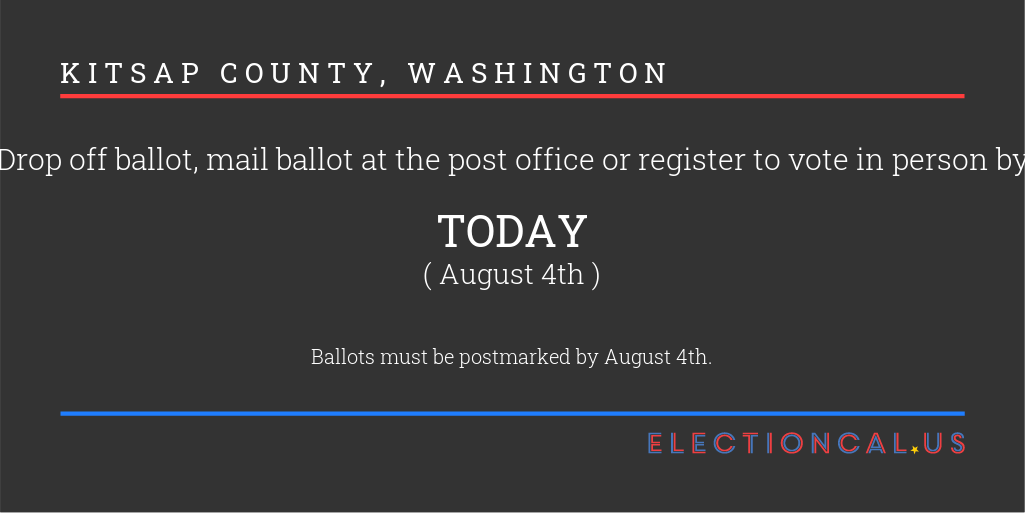 KITSAP COUNTY, WASHINGTON
Drop off ballot, mail ballot at the post office or register to vote in person by
TODAY
( August 4th )
Ballots must be postmarked by August 4th.
ELECTIONCAL.US